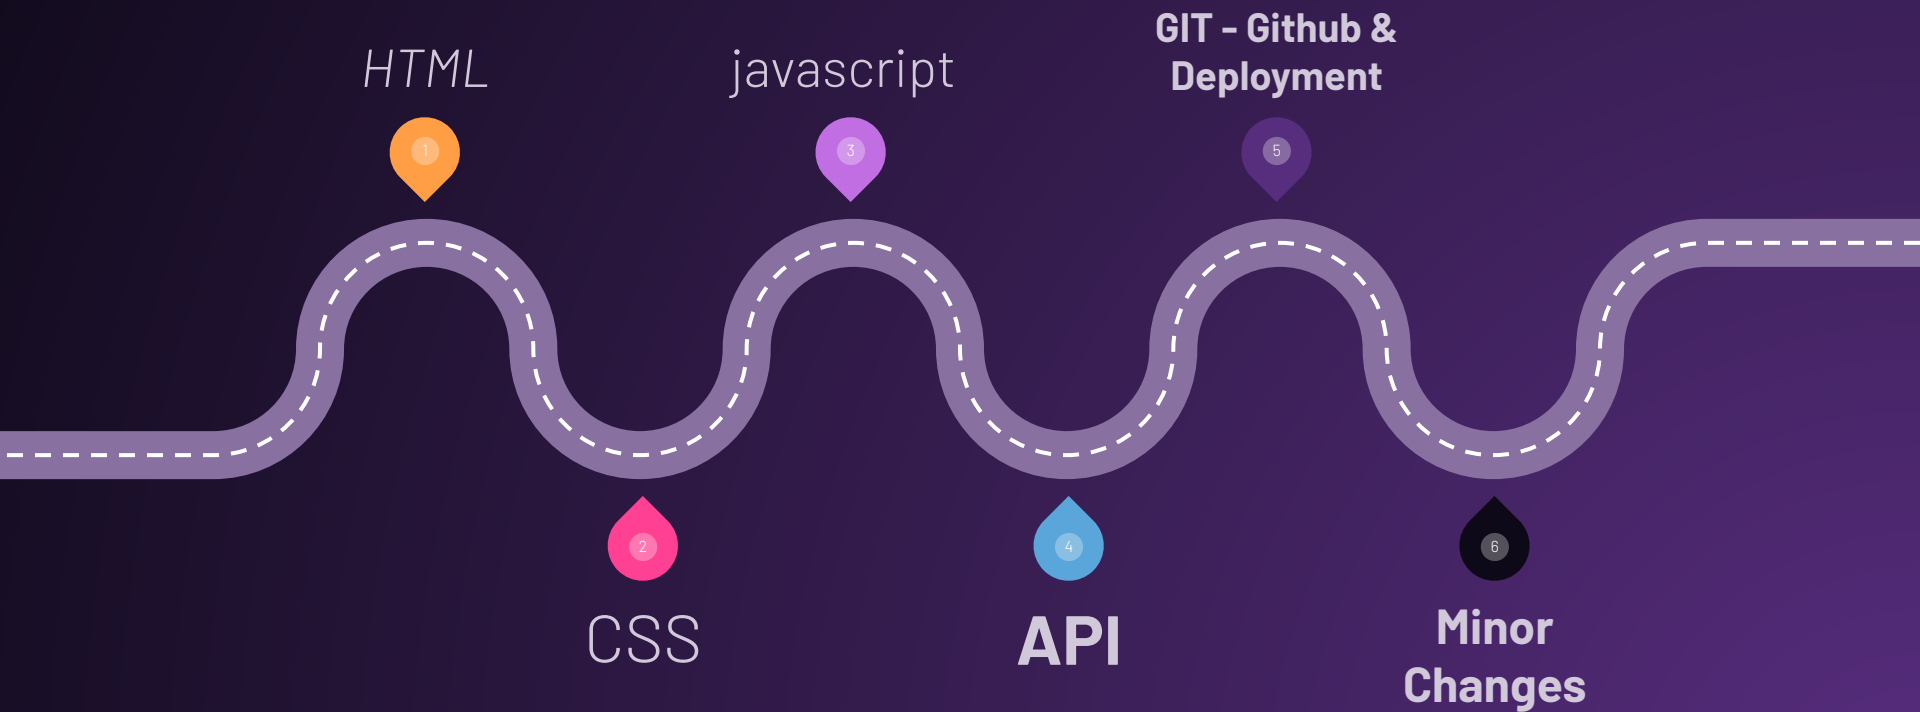 HTML
1
2
CSS
javascript
3
4
API
GIT - Github &
Deployment
5
6
Minor
Changes